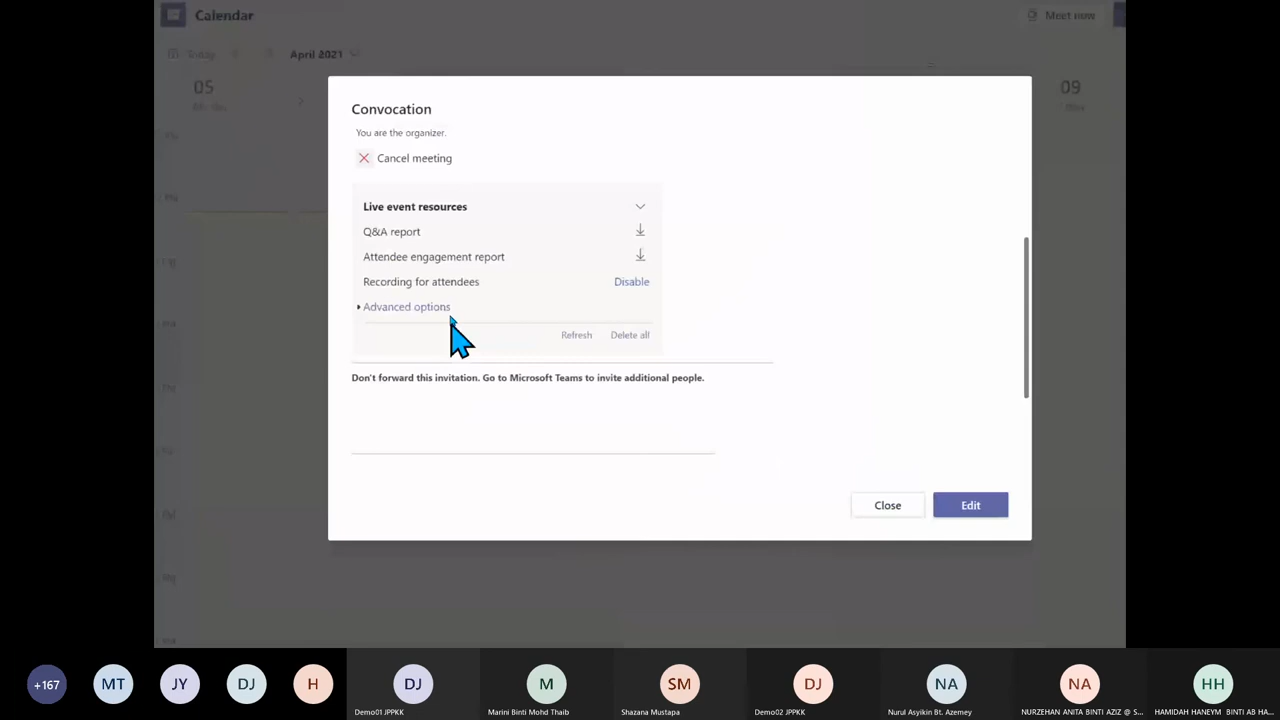 Calendar
Meet now
Today
April 2021
05
09
Convocation
You are the organizer.
Cancel meeting
Live event resources
Q&A report
Attendee engagement report
Recording for attendees Disable
Advanced options
Refresh Delete all
Don't forward this invitation. Go to Microsoft Teams to invite additional people.
Close Edit
+167 MT JY DJ H DJ M SM DJ NA NA HH
Demo01 JPPKK Marini Binti Mohd Thaib Shazana Mustapa Demo02 JPPKK Nurul Asyikin Bt. Azemey NURZEHAN ANITA BINTI AZIZ @ S... HAMIDAH HANEYM BINTI AB HA...